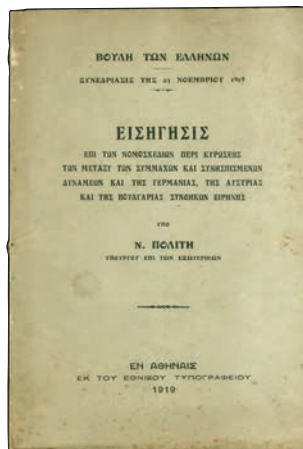 ΒΟΥΛΗ ΤΩΝ ΕΛΛΗΝΩΝ
ΣΥΝΕΔΡΙΑΣΙΣ ΤΗΣ ΝΟΕΜΒΡΙΟΥ
ΕΙΣΗΓΗΣΙΣ
ΕΠΙ ΤΩΝ ΝΟΜΟΣΧΕΔΙΩΝ ΠΕΡΙ ΚΥΡΩΣΕΩΣ
ΤΩΝ ΜΕΤΑΞΥ ΤΩΝ ΣΥΜΜΑΧΩΝ ΚΑΙ ΣΥΝΗΣΠΙΣΜΕΝΩΝ
ΔΥΝΑΜΕΩΝ ΚΑΙ ΤΗΣ ΓΕΡΜΑΝΙΑΣ, ΤΗΣ ΑΥΣΤΡΙΑΣ
ΚΑΙ ΤΗΣ ΒΟΥΛΓΑΡΙΑΣ ΣΥΝΘΗΚΩΝ ΕΙΡΗΝΗΣ
ΥΠΟ
Ν. ΠΟΛΙΤΗ
ΥΠΟΥΡΓΟΥ ΕΠΙ ΤΩΝ ΕΞΩΤΕΡΙΚΩΝ
ΕΝ ΑΘΗΝΑΙΣ
ΕΚ ΤΟΥ ΕΘΝΙΚΟΥ ΤΥΠΟΓΡΑΦΕΙΟΥ
1919